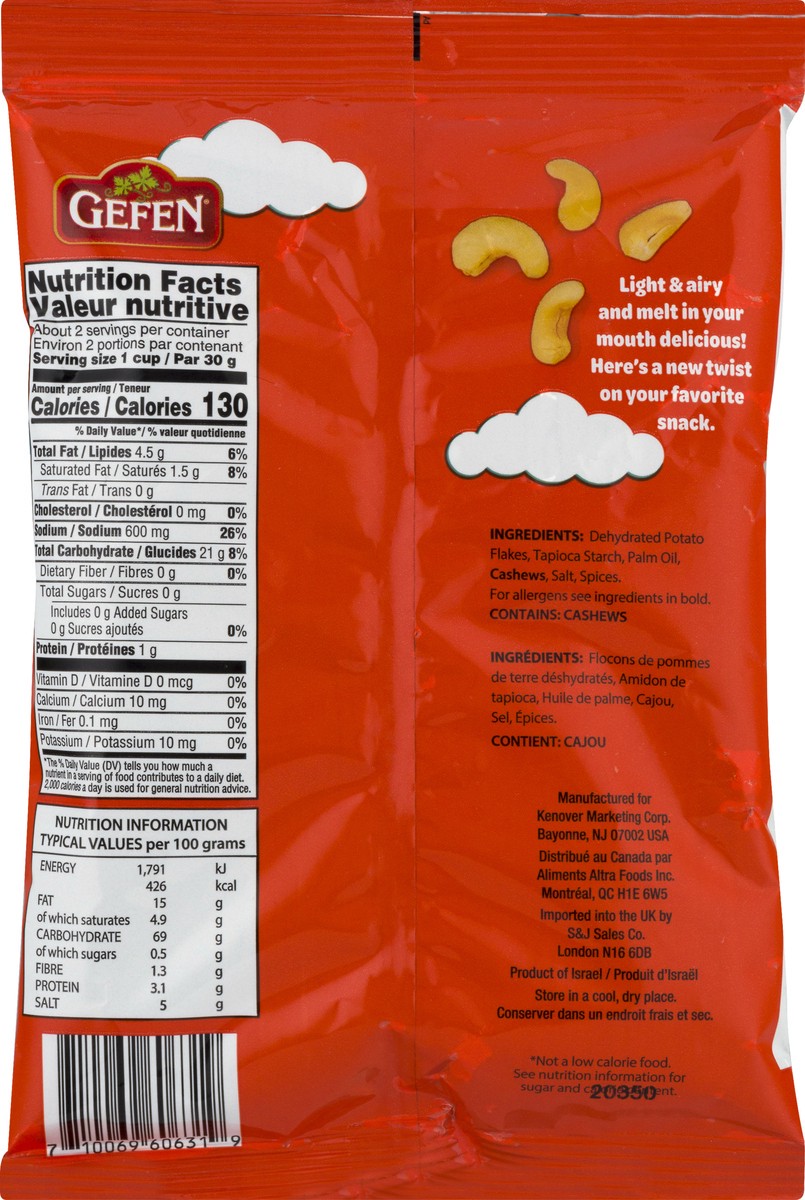 GEFEN
Nutrition Facts
Valeur nutritive
About 2 servings per container
Environ 2 portions par contenant
Serving size 1 cup / Par 30 g
Amount per serving / Teneur
Calories / Calories 130
% Daily Value*/ % valeur quotidienne
Total Fat / Lipides 4.5 g 6%
Saturated Fat / Saturés 1.5 g 8%
Trans Fat / Trans 0 g
Cholesterol / Cholestérol 0 mg 0%
Sodium / Sodium 600 mg 26%
Total Carbohydrate / Glucides 21 g 8%
Dietary Fiber / Fibres 0 g 0%
Total Sugars / Sucres 0 g
Includes 0 g Added Sugars
0 g Sucres ajoutés 0%
Protein / Protéines 1 g
Vitamin D / Vitamine D 0 mcg 0%
Calcium / Calcium 10 mg 0%
Iron / Fer 0.1 mg 0%
Potassium / Potassium 10 mg 0%
*The % Daily Value (DV) tells you how much a
nutrient in a serving of food contributes to a daily diet.
2,000 calories a day is used for general nutrition advice.
NUTRITION INFORMATION
TYPICAL VALUES per 100 grams
ENERGY 1,791 kJ
426 kcal
FAT 15 g
of which saturates 4.9 g
CARBOHYDRATE 69 g
of which sugars 0.5 g
FIBRE 1.3 g
PROTEIN 3.1 g
SALT 5 g
7 10069 60631 9
Light & airy
and melt in your
mouth delicious!
Here's a new twist
on your favorite
snack.
INGREDIENTS: Dehydrated Potato
Flakes, Tapioca Starch, Palm Oil,
Cashews, Salt, Spices.
For allergens see ingredients in bold.
CONTAINS: CASHEWS
INGRÉDIENTS: Flocons de pommes
de terre déshydratés, Amidon de
tapioca, Huile de palme, Cajou,
Sel, Épices.
CONTIENT: CAJOU
Manufactured for
Kenover Marketing Corp.
Bayonne, NJ 07002 USA
Distribué au Canada par
Aliments Altra Foods Inc.
Montréal, QC H1E 6W5
Imported into the UK by
S&J Sales Co.
London N16 6DB
Product of Israel / Produit d'Israël
Store in a cool, dry place.
Conserver dans un endroit frais et sec.
*Not a low calorie food.
See nutrition information for
sugar and
20350